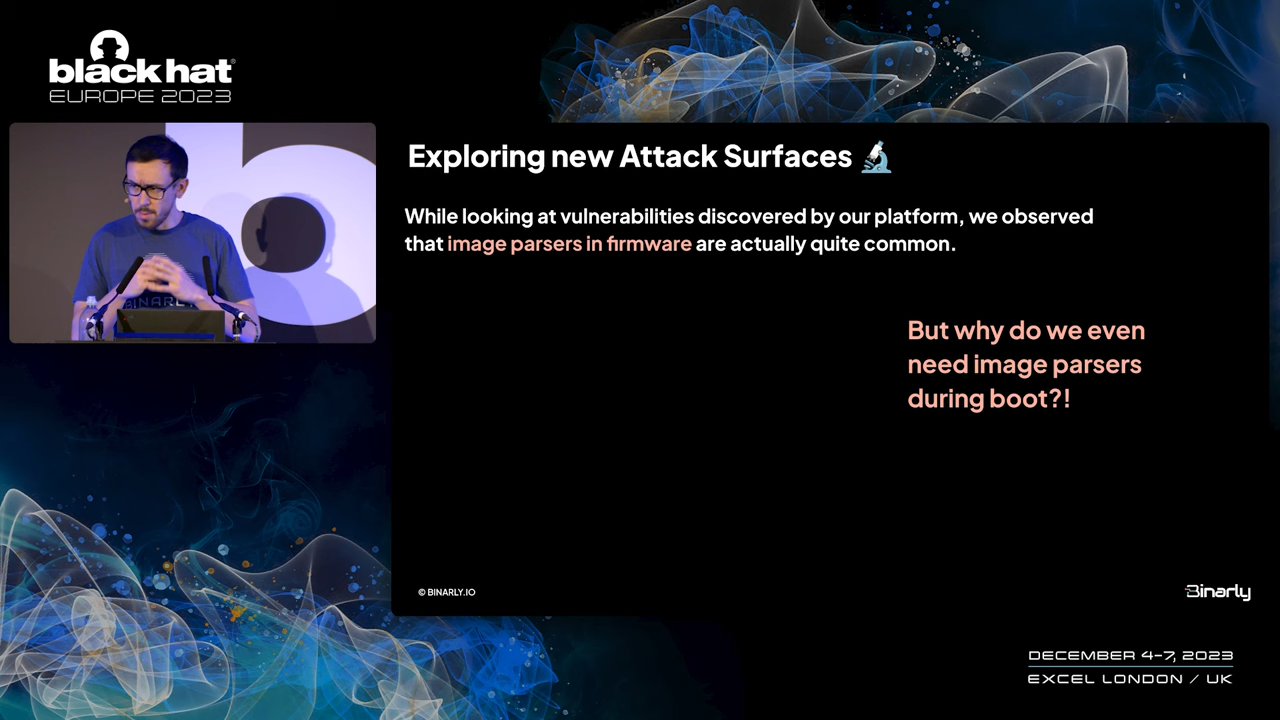 black hat
EUROPE 2023
Exploring new Attack Surfaces
While looking at vulnerabilities discovered by our platform, we observed
that image parsers in firmware are actually quite common.
But why do we even
need image parsers
during boot?!
BINARLY
© BINARLY.IO
Binarly
DECEMBER 4-7, 2023
EXCEL LONDON / UK